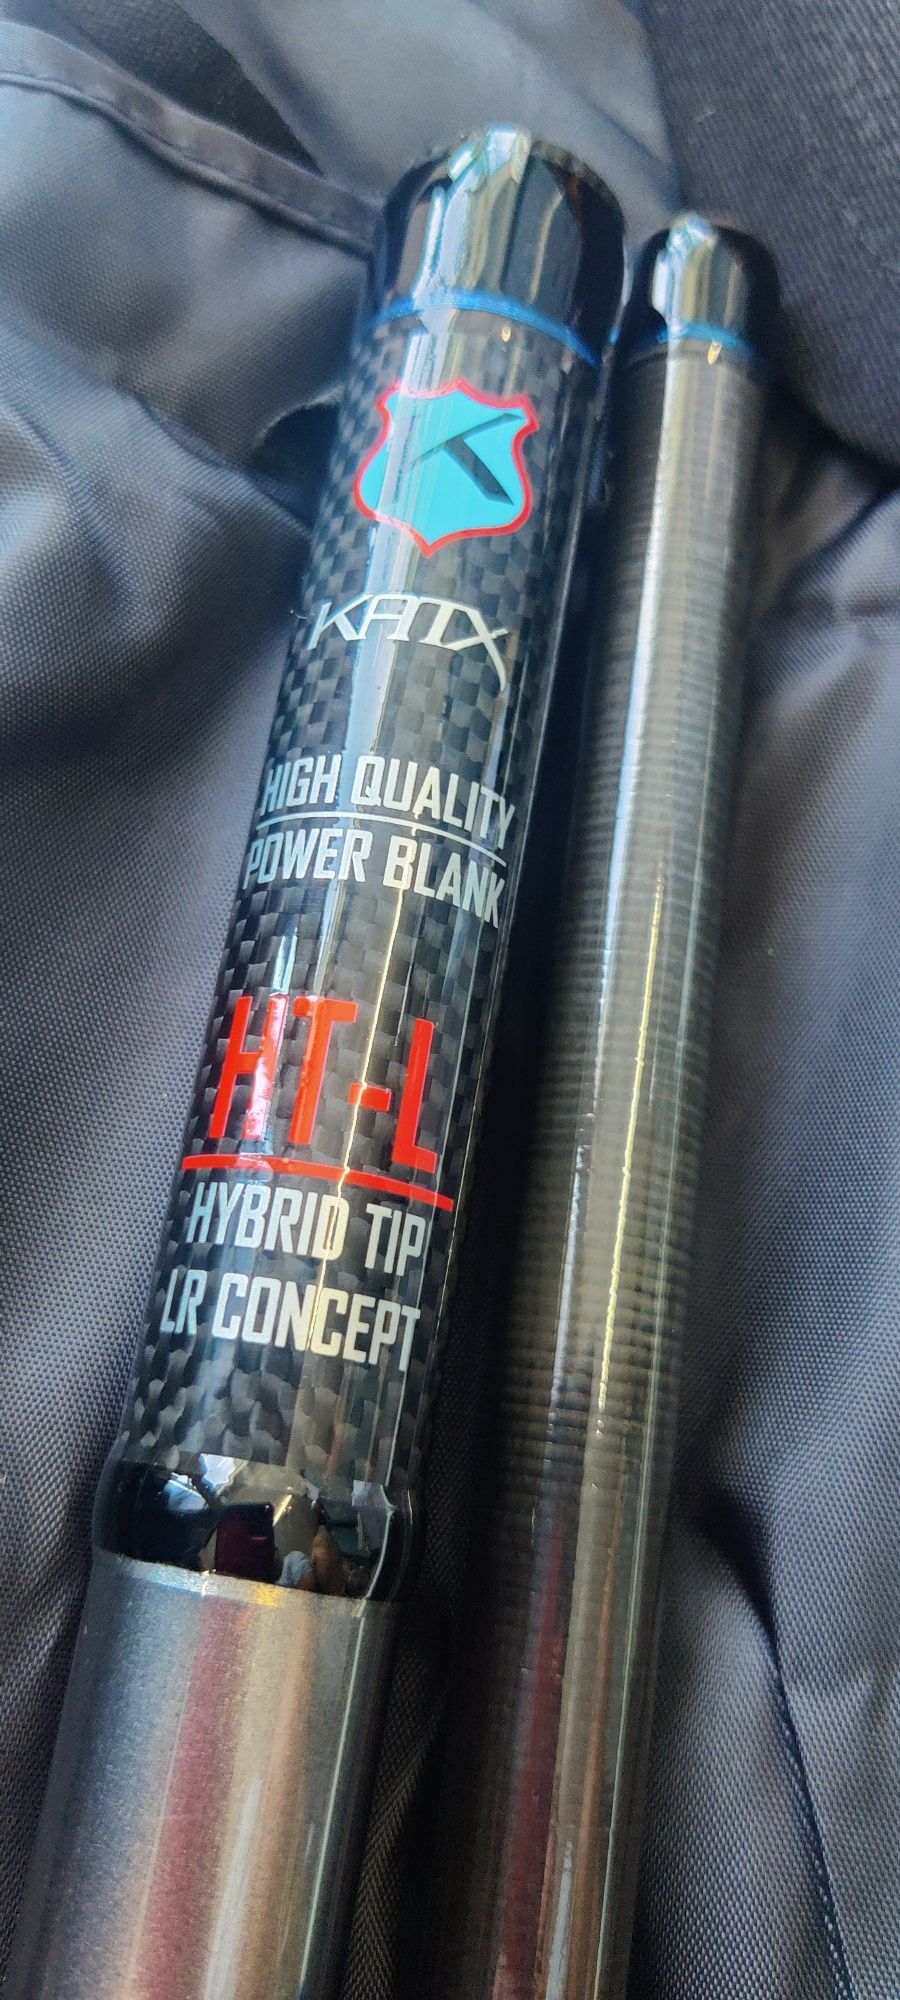 K
KATX
HIGH QUALITY
POWER BLANK
HT-L
HYBRID TIP
LR CONCEPT